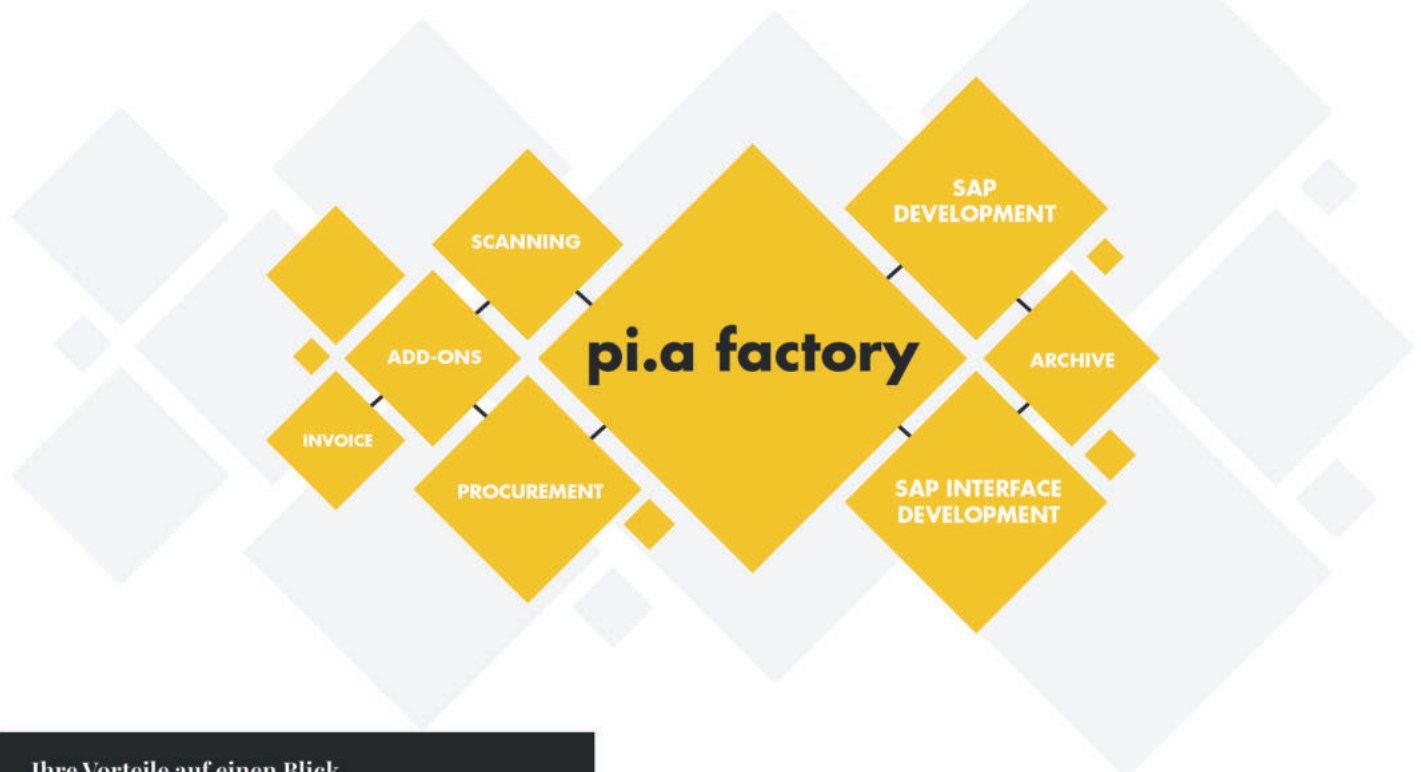 SAP
DEVELOPMENT
SCANNING
pi.a factory
ADD-ONS
ARCHIVE
INVOICE
PROCUREMENT
SAP INTERFACE
DEVELOPMENT
Ihre Vorteile auf einen Blick